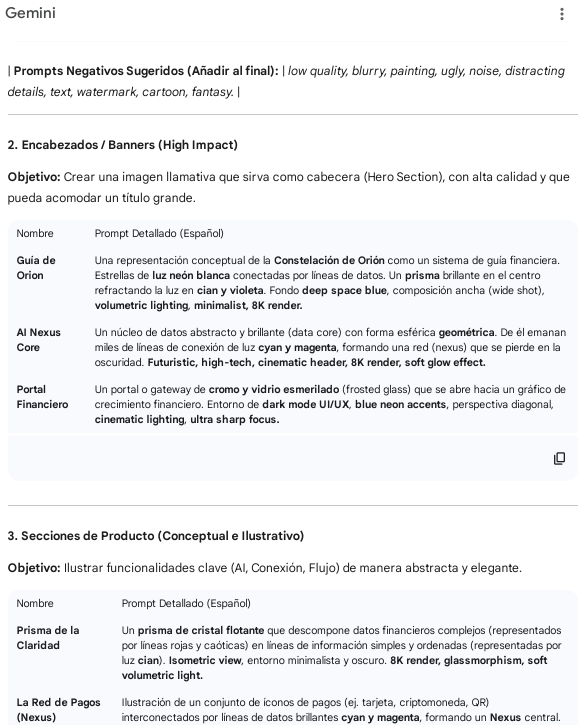 Gemini
| Prompts Negativos Sugeridos (Añadir al final): | low quality, blurry, painting, ugly, noise, distracting
details, text, watermark, cartoon, fantasy. |
2. Encabezados / Banners (High Impact)
Objetivo: Crear una imagen llamativa que sirva como cabecera (Hero Section), con alta calidad y que
pueda acomodar un título grande.
Nombre Prompt Detallado (Español)
Guía de Orion
Una representación conceptual de la Constelación de Orión como un sistema de guía financiera.
Estrellas de luz neón blanca conectadas por líneas de datos. Un prisma brillante en el centro
refractando la luz en cian y violeta. Fondo deep space blue, composición ancha (wide shot),
volumetric lighting, minimalist, 8K render.
AI Nexus Core
Un núcleo de datos abstracto y brillante (data core) con forma esférica geométrica. De él emanan
miles de líneas de conexión de luz cyan y magenta, formando una red (nexus) que se pierde en la
oscuridad. Futuristic, high-tech, cinematic header, 8K render, soft glow effect.
Portal Financiero
Un portal o gateway de cromo y vidrio esmerilado (frosted glass) que se abre hacia un gráfico de
crecimiento financiero. Entorno de dark mode UI/UX, blue neon accents, perspectiva diagonal,
cinematic lighting, ultra sharp focus.
3. Secciones de Producto (Conceptual e Ilustrativo)
Objetivo: Ilustrar funcionalidades clave (AI, Conexión, Flujo) de manera abstracta y elegante.
Nombre Prompt Detallado (Español)
Prisma de la Claridad
Un prisma de cristal flotante que descompone datos financieros complejos (representados
por líneas rojas y caóticas) en líneas de información simples y ordenadas (representadas por
luz cian). Isometric view, entorno minimalista y oscuro. 8K render, glassmorphism, soft
volumetric light.
La Red de Pagos (Nexus)
Ilustración de un conjunto de íconos de pagos (ej. tarjeta, criptomoneda, QR)
interconectados por líneas de datos brillantes cyan y magenta, formando un Nexus central.